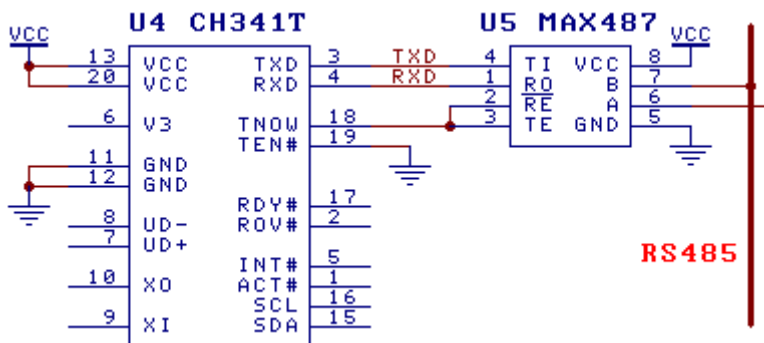 U4 CH341T
U5 MAX487
VCC
VCC
13 VCC TXD 3 TXD 4 TI VCC 8
20 VCC RXD 4 RXD 1 RO B 7
2 RE A 6
6 V3 TNOW 18 3 TE GND 5
TEN# 19
11 GND
12 GND
RDY# 17
8 UD- ROV# 2
7 UD+
INT# 5
RS485
10 XO ACT# 1
SCL 16
9 XI SDA 15